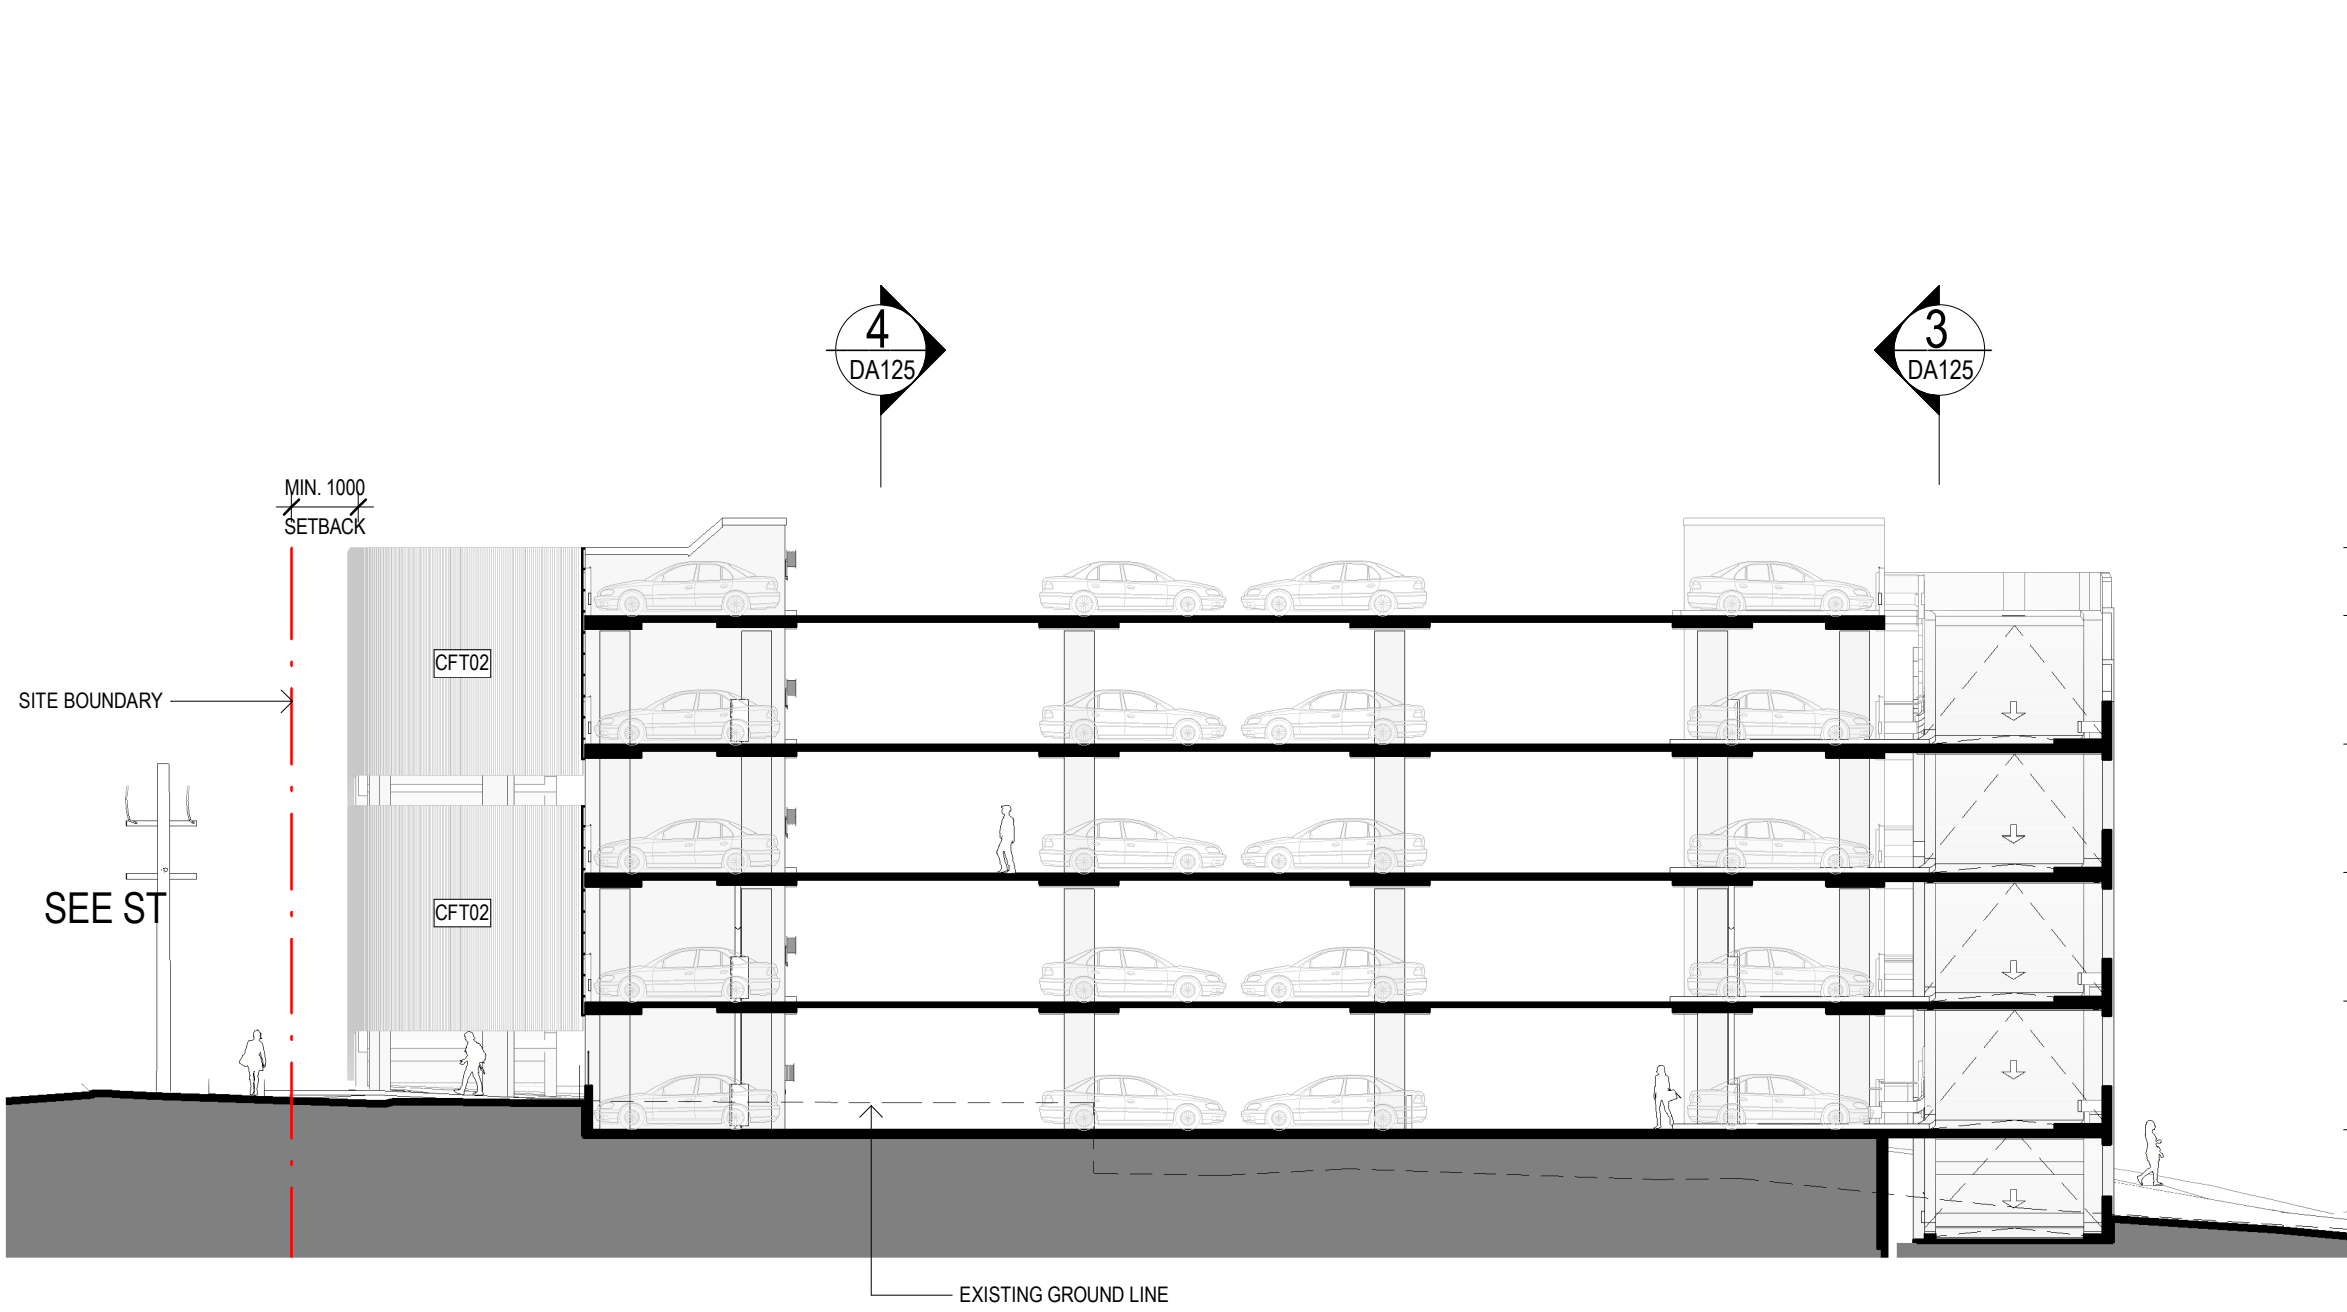 4
DA125
3
DA125
MIN. 1000
SETBACK
CFT02
SITE BOUNDARY
SEE ST
CFT02
EXISTING GROUND LINE